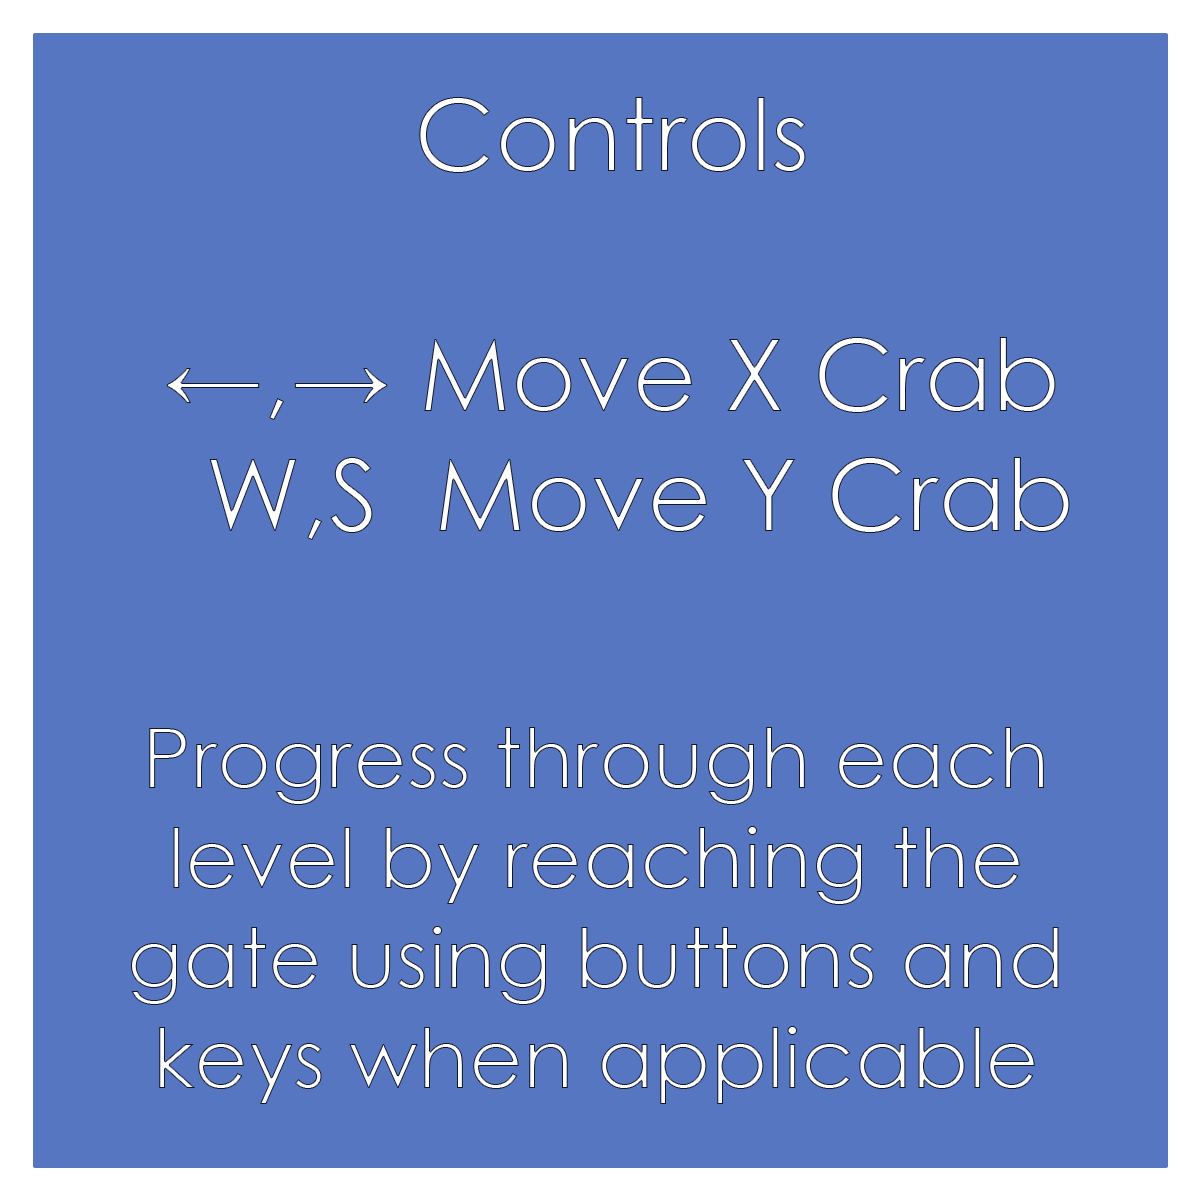 Controls
←,→ Move X Crab
W,S Move Y Crab
Progress through each
level by reaching the
gate using buttons and
keys when applicable